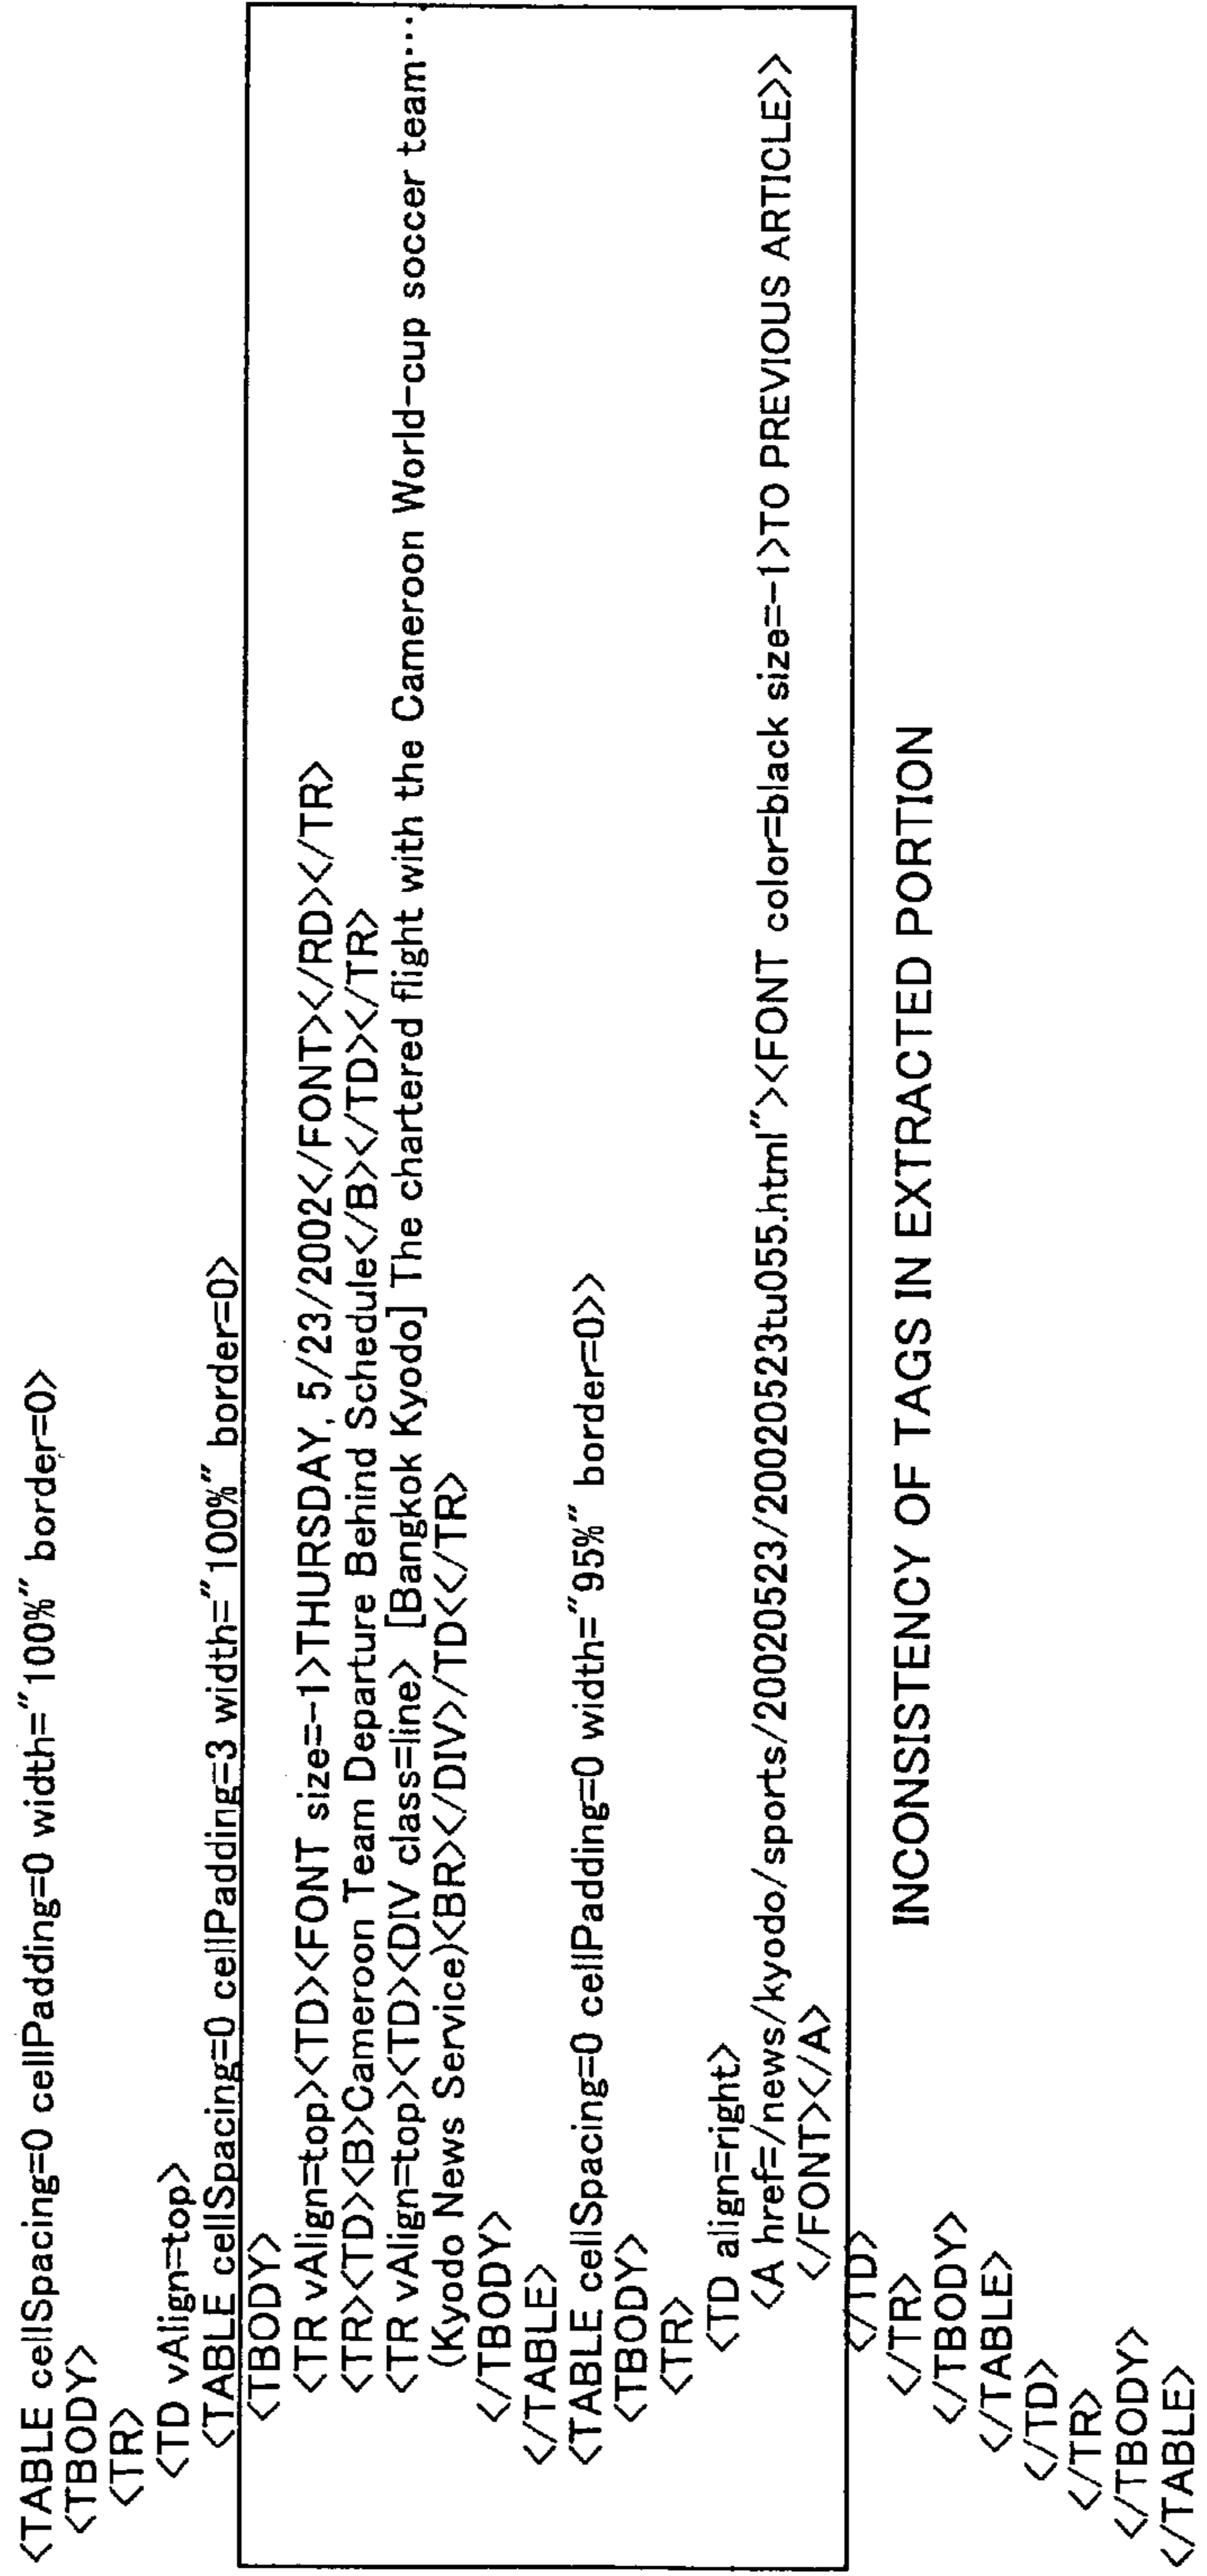 <TABLE cellSpacing=0 cellPadding=0 width="100%" border=0>
<TBODY>
<TR>
<TD vAlign=top>
<TABLE cellSpacing=0 cellPadding=3 width="100%" border=0>
<TBODY>
<TR vAlign=top><TD><FONT size=-1>THURSDAY, 5/23/2002</FONT></RD></TR>
<TR><TD><B>Cameroon Team Departure Behind Schedule</B></TD></TR>
<TR vAlign=top><TD><DIV class=line> [Bangkok Kyodo] The chartered flight with the Cameroon World-cup soccer team…
(Kyodo News Service)<BR></DIV>/TD<</TR>
</TBODY>
</TABLE>
<TABLE cellSpacing=0 cellPadding=0 width="95%" border=0>>
<TBODY>
<TR>
<TD align=right>
<A href=/news/kyodo/sports/20020523/20020523tu055.html"><FONT color=black size=-1>TO PREVIOUS ARTICLE>>
</FONT></A>
</TD>
</TR>
</TBODY>
</TABLE>
</TD>
</TR>
</TBODY>
</TABLE>
INCONSISTENCY OF TAGS IN EXTRACTED PORTION